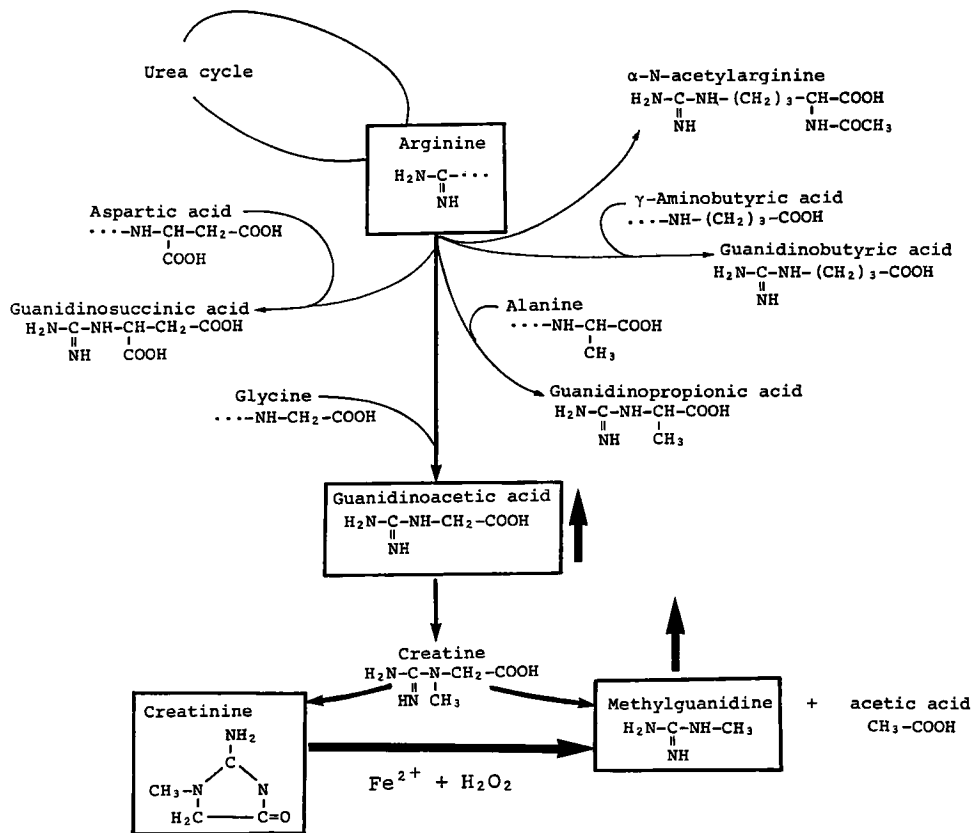 Urea cycle
α-N-acetylarginine
H₂N-C-NH-(CH₂)₃-CH-COOH
NH NH-COCH₃
Arginine
H₂N-C-···
NH
Aspartic acid
···-NH-CH-CH₂-COOH
COOH
γ-Aminobutyric acid
···-NH-(CH₂)₃-COOH
Guanidinobutyric acid
H₂N-C-NH-(CH₂)₃-COOH
NH
Guanidinosuccinic acid
H₂N-C-NH-CH-CH₂-COOH
NH COOH
Alanine
···-NH-CH-COOH
CH₃
Glycine
···-NH-CH₂-COOH
Guanidinopropionic acid
H₂N-C-NH-CH-COOH
NH CH₃
Guanidinoacetic acid
H₂N-C-NH-CH₂-COOH
NH
Creatine
H₂N-C-N-CH₂-COOH
HN CH₃
Creatinine
NH₂
C
CH₃-N N
H₂C C=O
Fe²⁺ + H₂O₂
Methylguanidine
H₂N-C-NH-CH₃
NH
+ acetic acid
CH₃-COOH